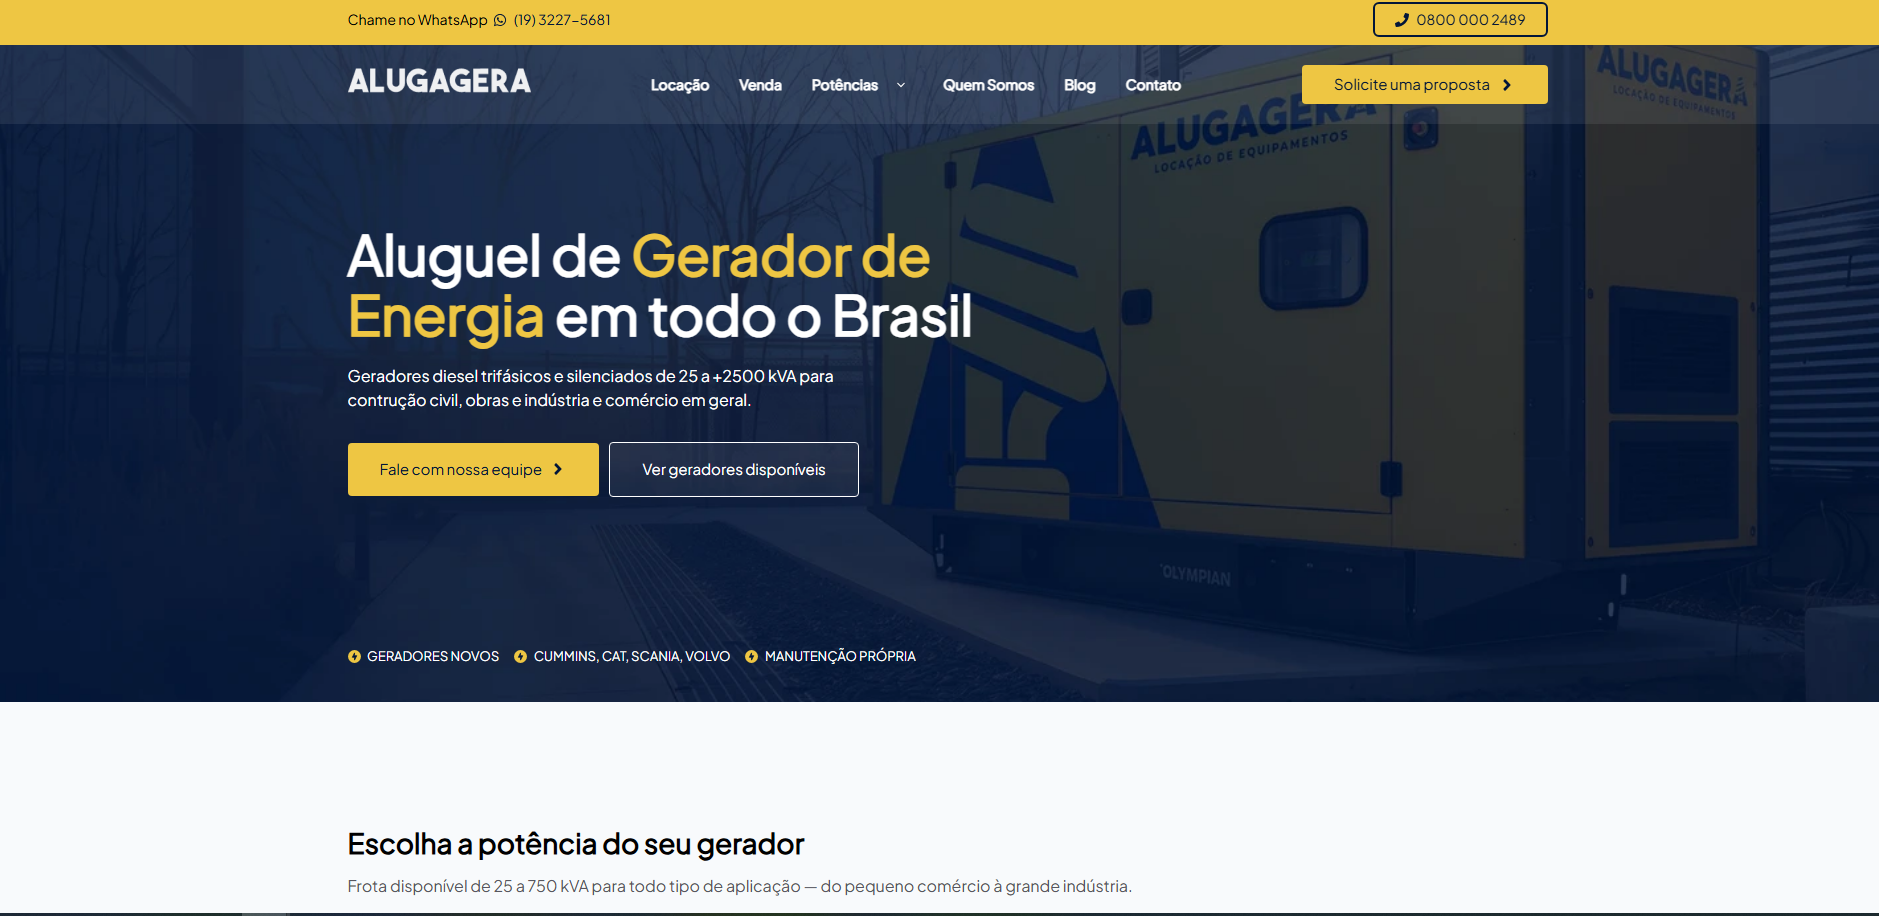 Chame no WhatsApp (19) 3227-5681
0800 000 2489
ALUGAGERA
Locação
Venda
Potências
Quem Somos
Blog
Contato
Solicite uma proposta
ALUGAGERA
LOCAÇÃO DE EQUIPAMENTOS
ALUGAGERA
LOCAÇÃO DE EQUIPAMENTOS
Aluguel de Gerador de
Energia em todo o Brasil
Geradores diesel trifásicos e silenciados de 25 a +2500 kVA para
contrução civil, obras e indústria e comércio em geral.
Fale com nossa equipe
Ver geradores disponíveis
OLYMPIAN
GERADORES NOVOS
CUMMINS, CAT, SCANIA, VOLVO
MANUTENÇÃO PRÓPRIA
Escolha a potência do seu gerador
Frota disponível de 25 a 750 kVA para todo tipo de aplicação — do pequeno comércio à grande indústria.